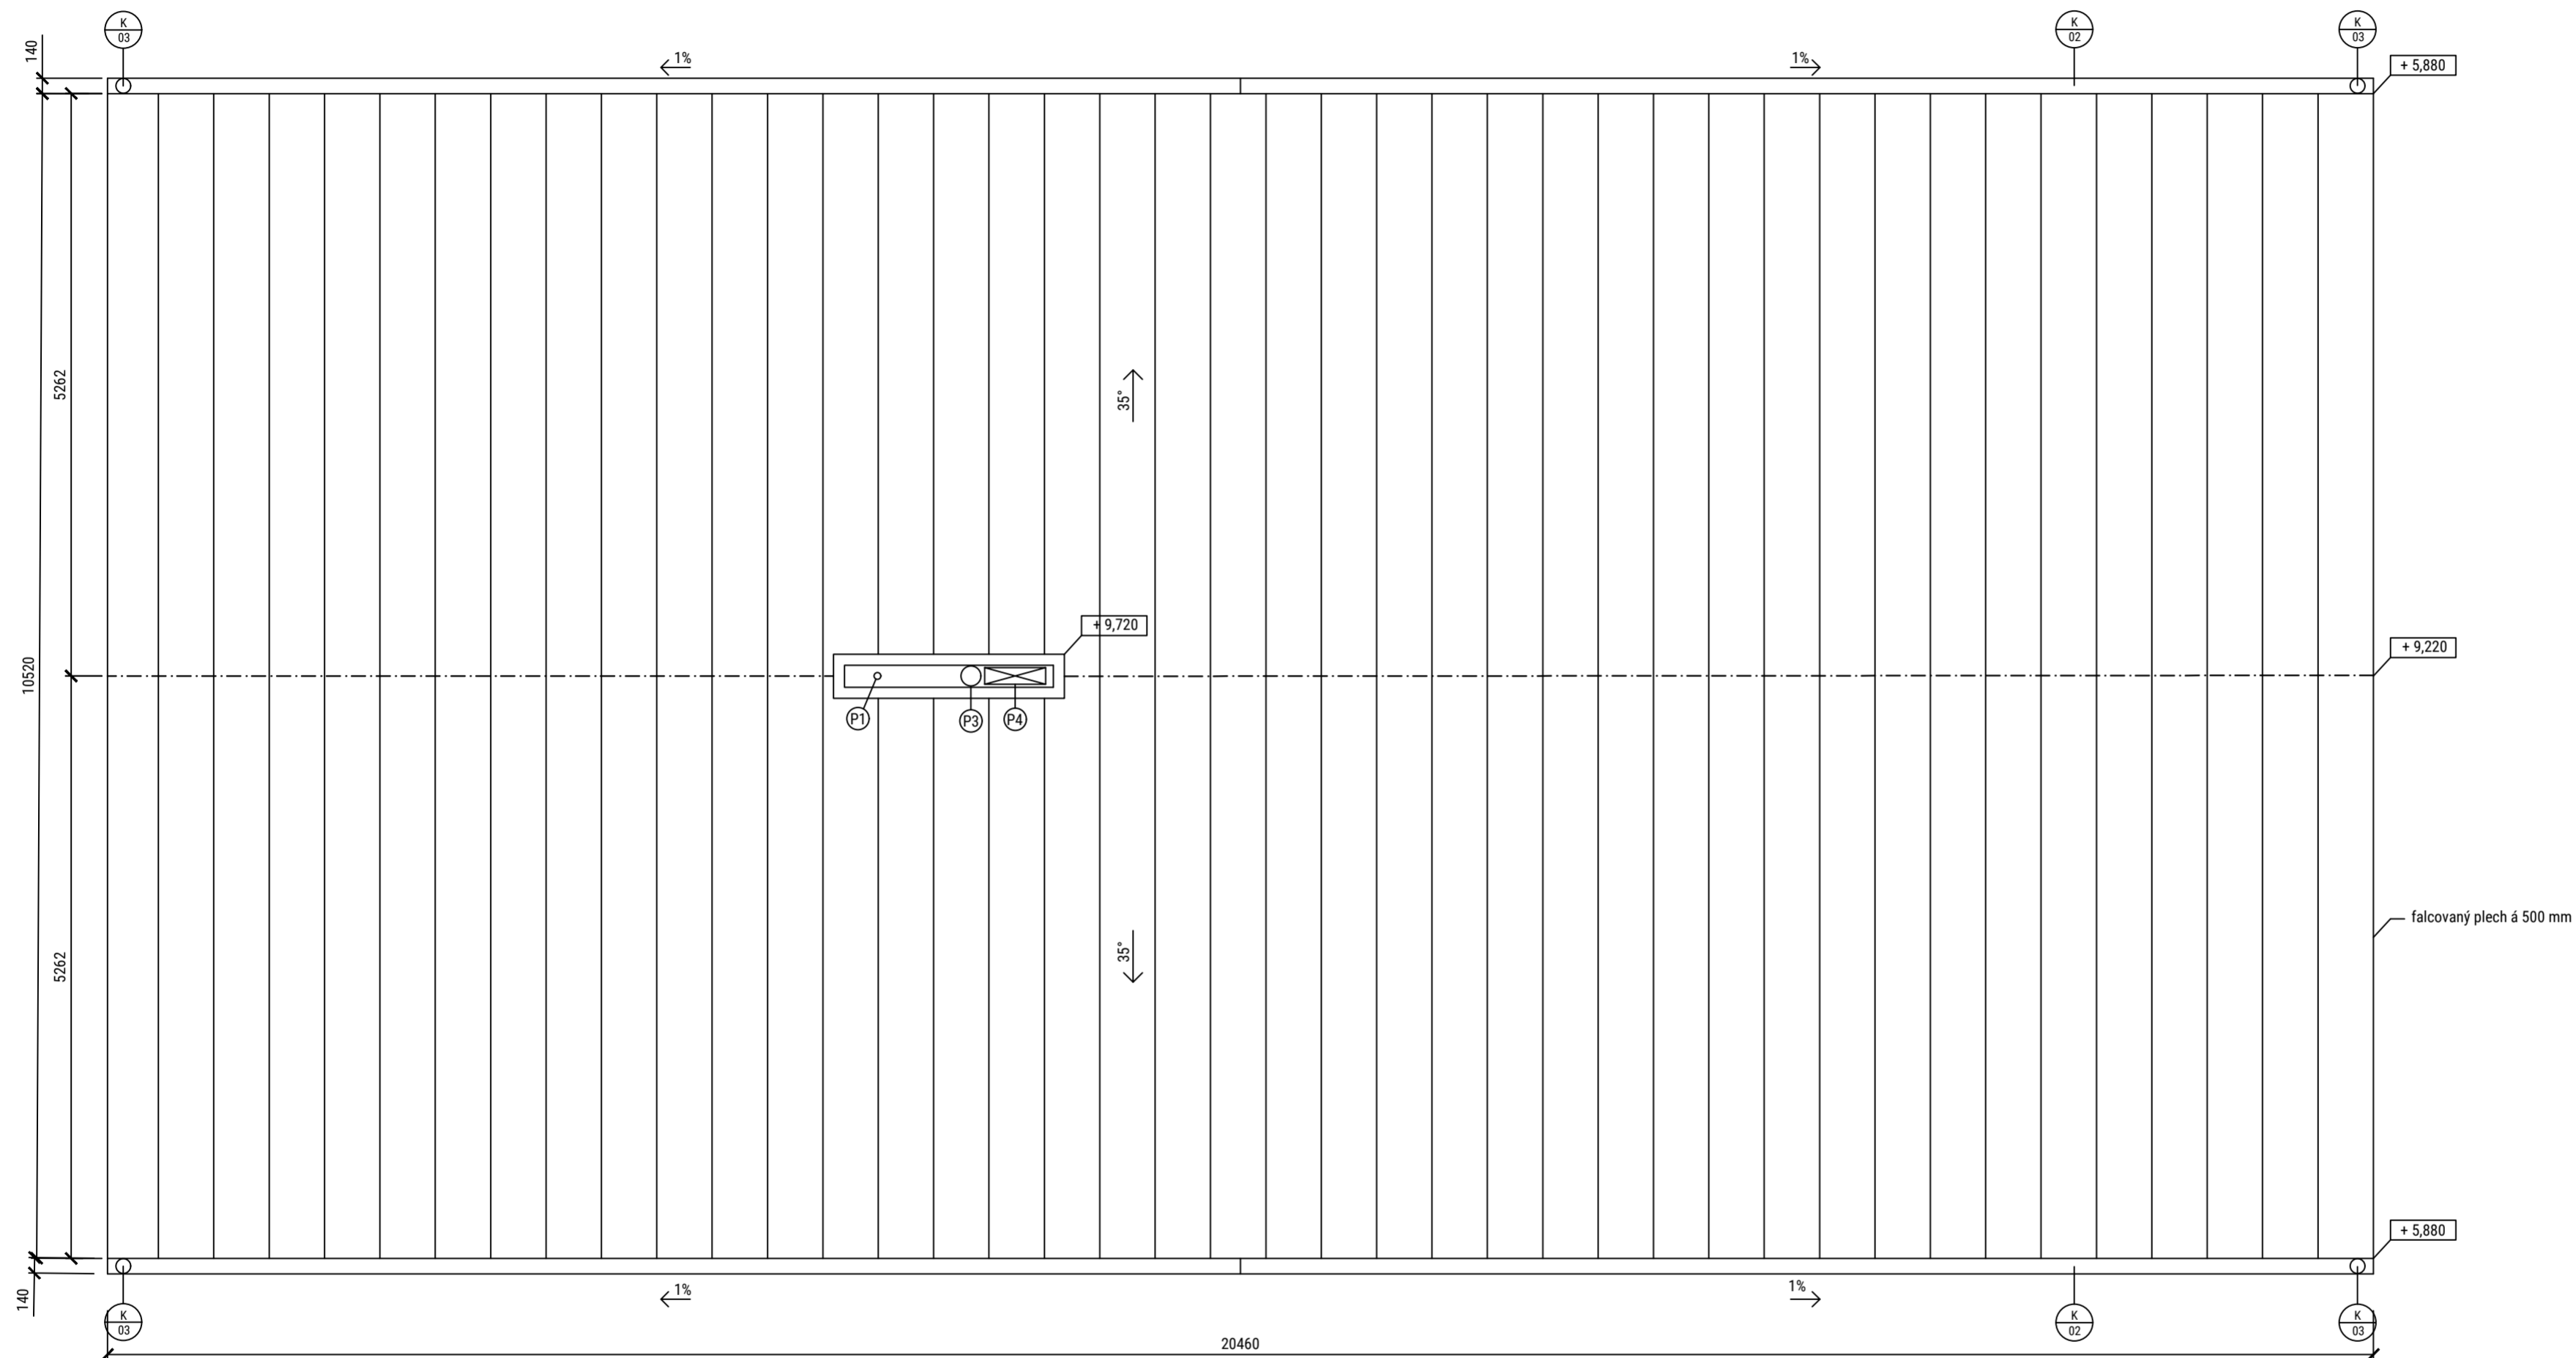 K
03
K
02
K
03
140
1%
1%
+ 5,880
5262
35°
+ 9,720
+ 9,220
10520
P1
P3
P4
falcovaný plech á 500 mm
35°
5262
+ 5,880
140
1%
1%
K
03
K
02
K
03
20460